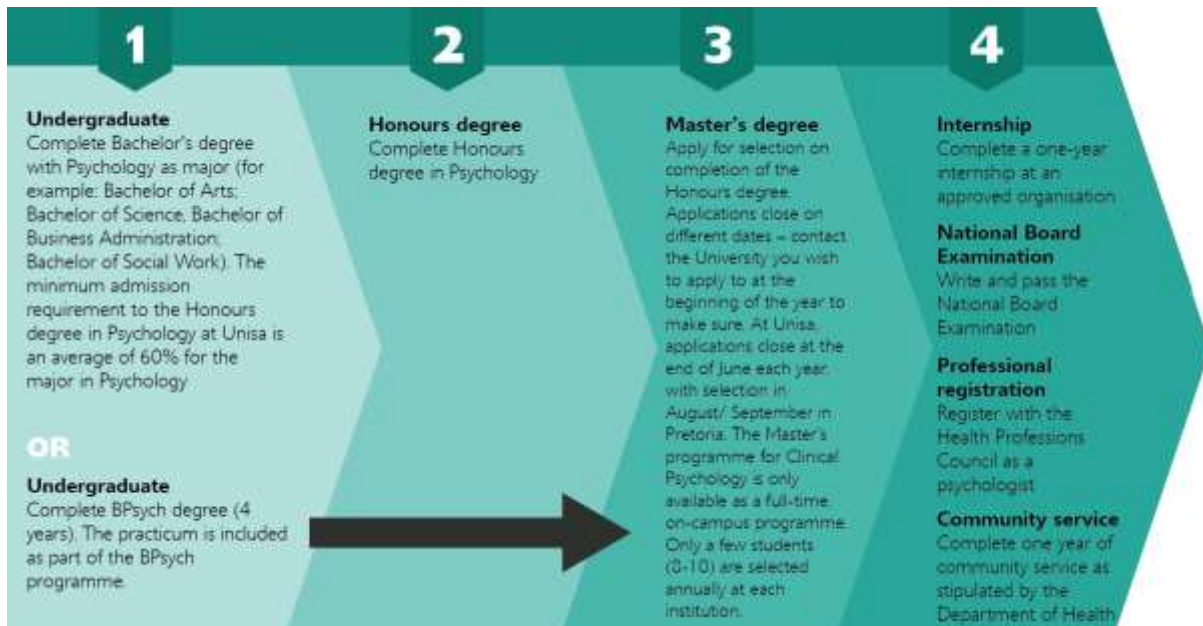 1
Undergraduate
Complete Bachelor's degree
with Psychology as major (for
example: Bachelor of Arts;
Bachelor of Science, Bachelor of
Business Administration;
Bachelor of Social Work). The
minimum admission
requirement to the Honours
degree in Psychology at Unisa is
an average of 60% for the
major in Psychology
OR
Undergraduate
Complete BPsych degree (4
years). The practicum is included
as part of the BPsych
programme.
2
Honours degree
Complete Honours
degree in Psychology
3
Master's degree
Apply for selection on
completion of the
Honours degree.
Applications close on
different dates – contact
the University you wish
to apply to at the
beginning of the year to
make sure. At Unisa,
applications close at the
end of June each year,
with selection in
August/ September in
Pretoria. The Master's
programme for Clinical
Psychology is only
available as a full-time
on-campus programme.
Only a few students
(8-10) are selected
annually at each
institution.
4
Internship
Complete a one-year
internship at an
approved organisation
National Board
Examination
Write and pass the
National Board
Examination
Professional
registration
Register with the
Health Professions
Council as a
psychologist
Community service
Complete one year of
community service as
stipulated by the
Department of Health